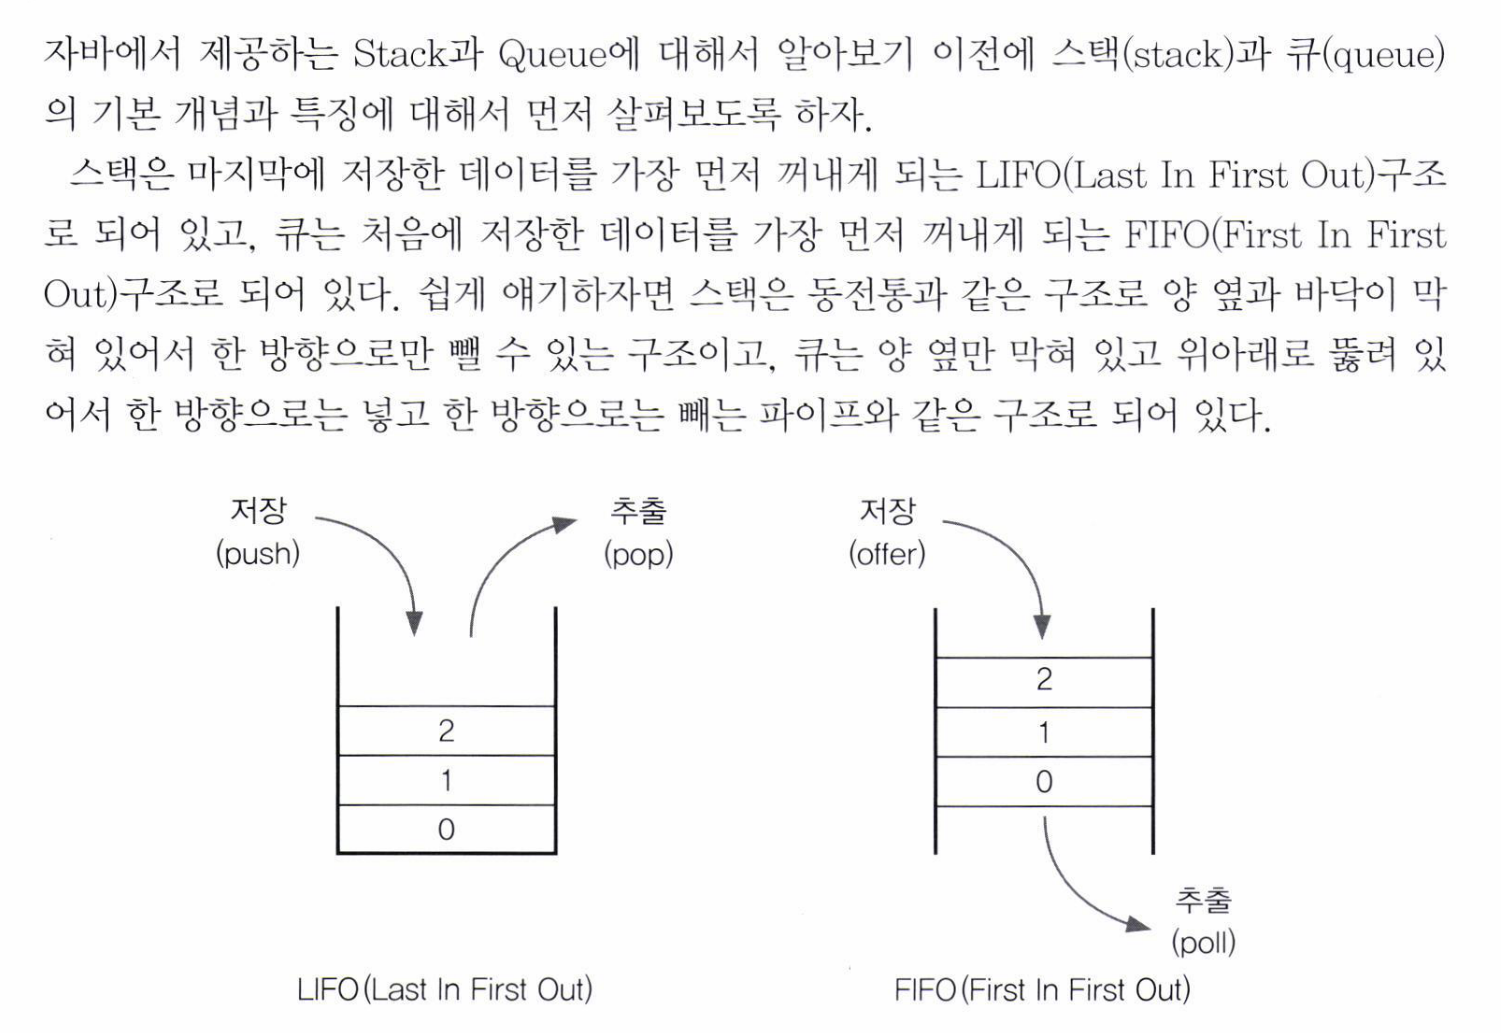 자바에서 제공하는 Stack과 Queue에 대해서 알아보기 이전에 스택(stack)과 큐(queue)
의 기본 개념과 특징에 대해서 먼저 살펴보도록 하자.
스택은 마지막에 저장한 데이터를 가장 먼저 꺼내게 되는 LIFO(Last In First Out)구조
로 되어 있고, 큐는 처음에 저장한 데이터를 가장 먼저 꺼내게 되는 FIFO(First In First
Out)구조로 되어 있다. 쉽게 얘기하자면 스택은 동전통과 같은 구조로 양 옆과 바닥이 막
혀 있어서 한 방향으로만 뺄 수 있는 구조이고, 큐는 양 옆만 막혀 있고 위아래로 뚫려 있
어서 한 방향으로는 넣고 한 방향으로는 빼는 파이프와 같은 구조로 되어 있다.
저장
(push)
추출
(pop)
2
1
0
LIFO(Last In First Out)
저장
(offer)
2
1
0
추출
(poll)
FIFO(First In First Out)